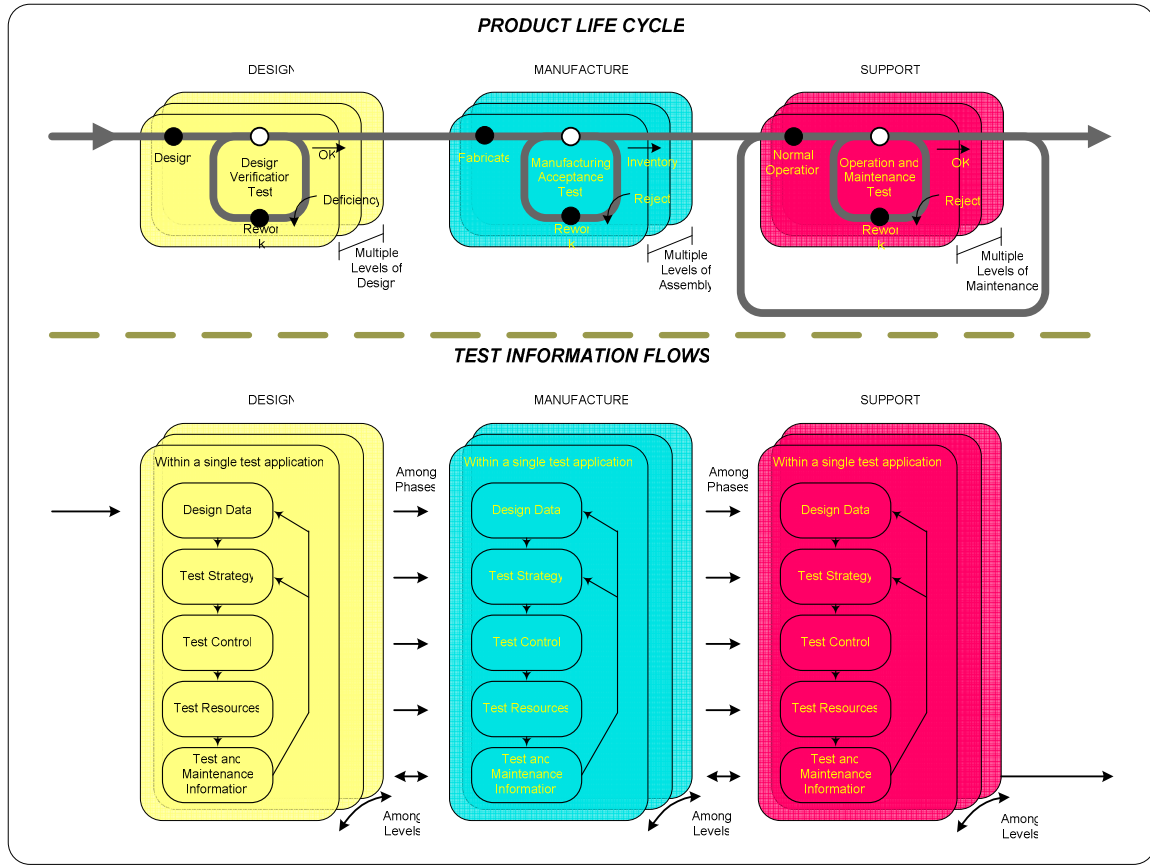 PRODUCT LIFE CYCLE
DESIGN
MANUFACTURE
SUPPORT
Design
Design
Verification
Test
OK
Deficiency
Rewor
k
Multiple
Levels of
Design
Fabricate
Manufacturing
Acceptance
Test
Inventory
Reject
Rewor
k
Multiple
Levels of
Assembly
Normal
Operation
Operation and
Maintenance
Test
OK
Reject
Rewor
k
Multiple
Levels of
Maintenance
TEST INFORMATION FLOWS
DESIGN
MANUFACTURE
SUPPORT
Within a single test application
Design Data
Test Strategy
Test Control
Test Resources
Test and
Maintenance
Information
Among
Phases
Among
Levels
Within a single test application
Design Data
Test Strategy
Test Control
Test Resources
Test and
Maintenance
Information
Among
Phases
Among
Levels
Within a single test application
Design Data
Test Strategy
Test Control
Test Resources
Test and
Maintenance
Information
Among
Levels